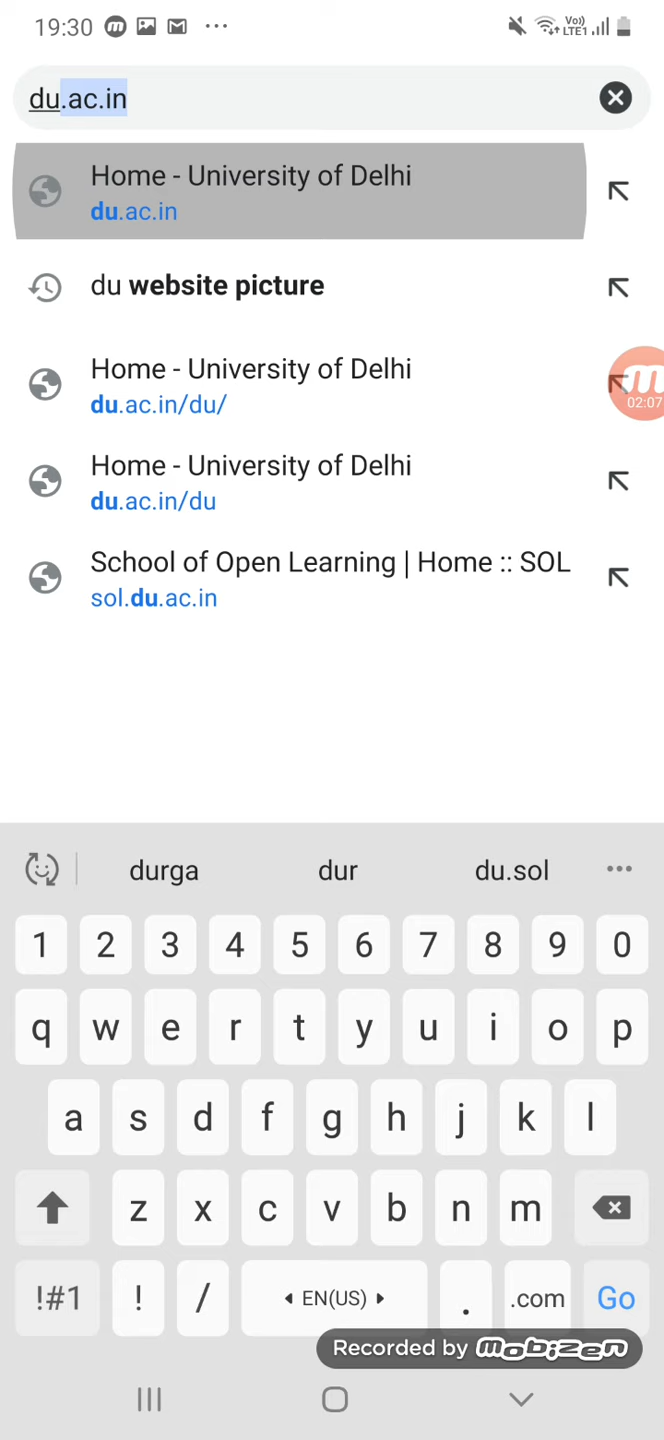 19:30 m ... Vo)) LTE1
du.ac.in
Home - University of Delhi
du.ac.in
du website picture
Home - University of Delhi
du.ac.in/du/
m
02:07
Home - University of Delhi
du.ac.in/du
School of Open Learning | Home :: SOL
sol.du.ac.in
durga dur du.sol ...
1 2 3 4 5 6 7 8 9 0
q w e r t y u i o p
a s d f g h j k l
z x c v b n m
!#1 ! / EN(US) . .com Go
Recorded by mobizen